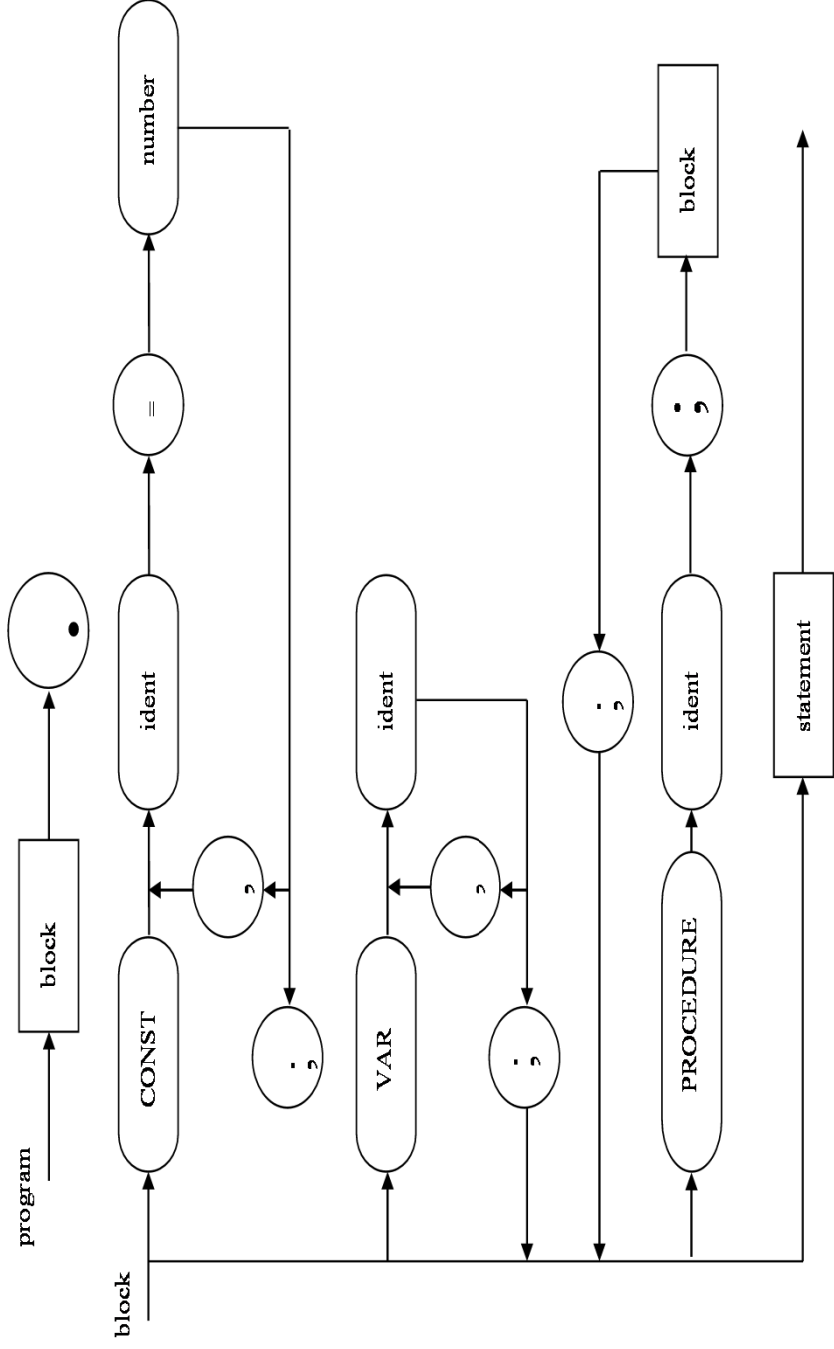 program
block
.
block
CONST
ident
=
number
,
;
VAR
ident
,
;
;
PROCEDURE
ident
;
block
statement